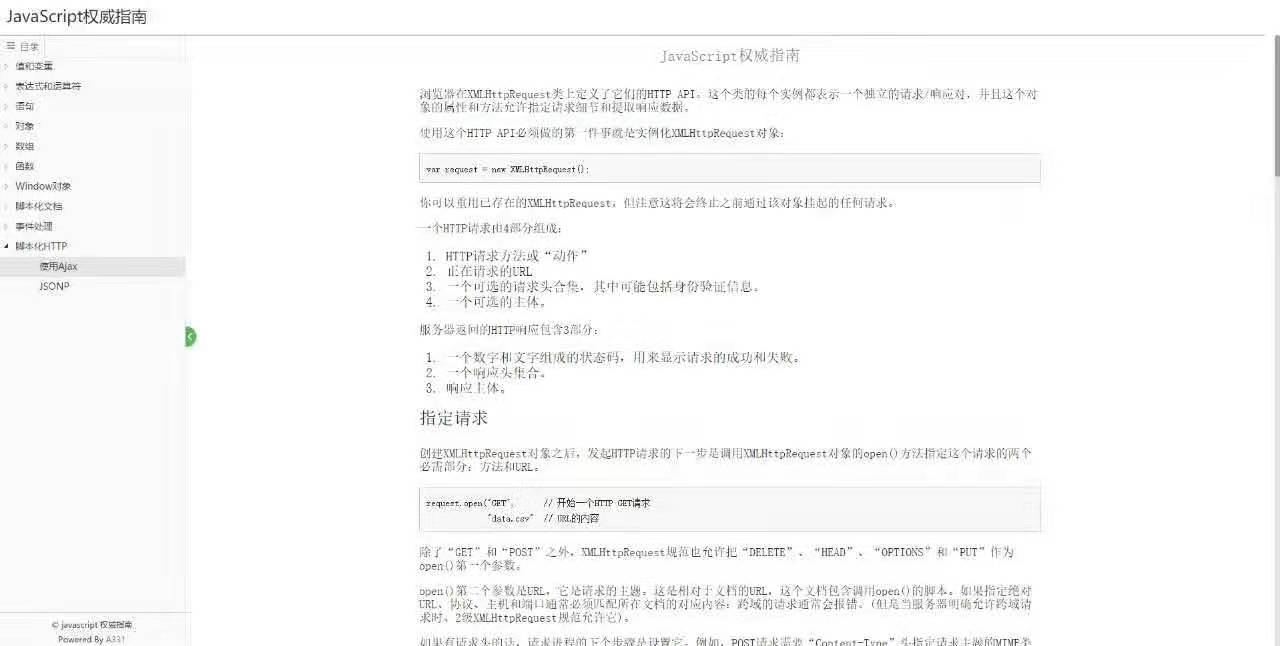 JavaScript权威指南
目录
值和变量
表达式和运算符
语句
对象
数组
函数
Window对象
脚本化文档
事件处理
脚本化HTTP
使用Ajax
JSONP
© javascript 权威指南
Powered By A331
JavaScript权威指南
浏览器在XMLHttpRequest类上定义了它们的HTTP API。这个类的每个实例都表示一个独立的请求/响应对，并且这个对
象的属性和方法允许指定请求细节和提取响应数据。
使用这个HTTP API必须做的第一件事就是实例化XMLHttpRequest对象：
var request = new XMLHttpRequest();
你可以重用已存在的XMLHttpRequest，但注意这将会终止之前通过该对象挂起的任何请求。
一个HTTP请求由4部分组成：
1. HTTP请求方法或“动作”
2. 正在请求的URL
3. 一个可选的请求头合集，其中可能包括身份验证信息。
4. 一个可选的主体。
服务器返回的HTTP响应包含3部分：
1. 一个数字和文字组成的状态码，用来显示请求的成功和失败。
2. 一个响应头集合。
3. 响应主体。
指定请求
创建XMLHttpRequest对象之后，发起HTTP请求的下一步是调用XMLHttpRequest对象的open()方法指定这个请求的两个
必需部分：方法和URL。
request.open("GET", // 开始一个HTTP GET请求
"data.csv" // URL的内容
除了“GET”和“POST”之外，XMLHttpRequest规范也允许把“DELETE”、“HEAD”、“OPTIONS”和“PUT”作为
open()第一个参数。
open()第二个参数是URL，它是请求的主题。这是相对于文档的URL，这个文档包含调用open()的脚本。如果指定绝对
URL、协议、主机和端口通常必须匹配所在文档的对应内容：跨域的请求通常会报错。(但是当服务器明确允许跨域请
求时，2级XMLHttpRequest规范允许它)。
如果有请求头的话，请求进程的下个步骤是设置它。例如，POST请求需要“Content-Type”头指定请求主题的MIME类